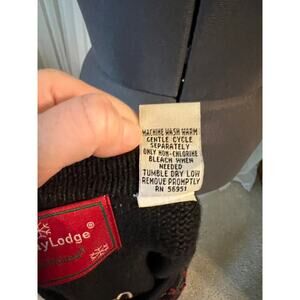 MACHINE WASH WARM
GENTLE CYCLE
SEPARATELY
ONLY NON-CHLORINE
BLEACH WHEN
NEEDED
TUMBLE DRY LOW
REMOVE PROMPTLY
RN 56951
yLodge